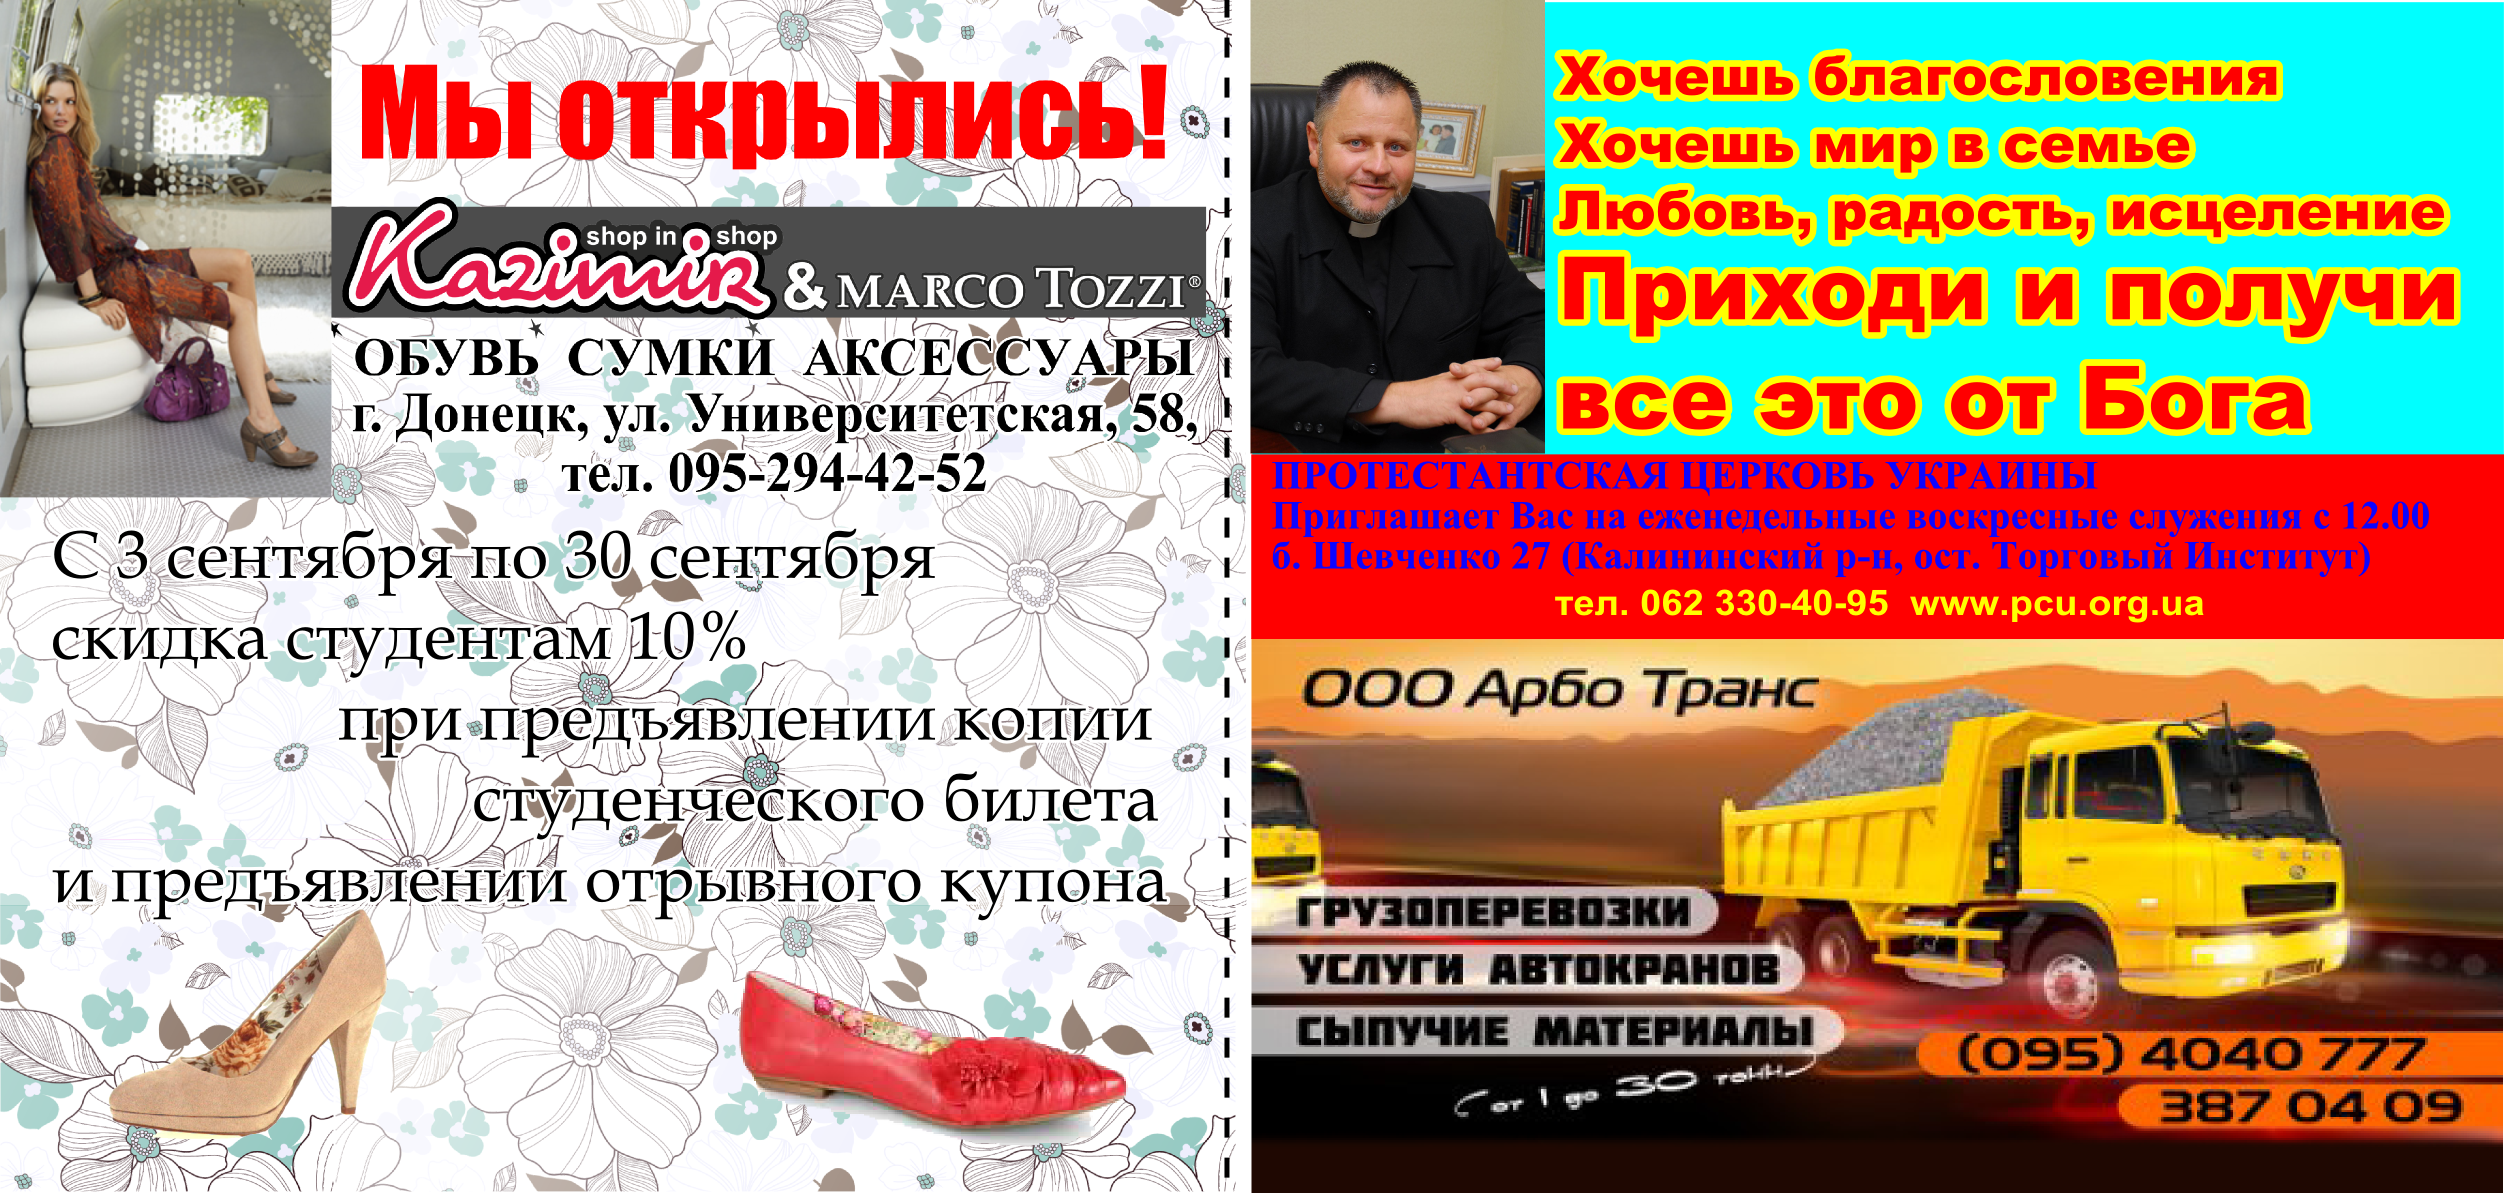 Мы открылись!
Kazimir shop in shop & MARCO TOZZI®
ОБУВЬ СУМКИ АКСЕССУАРЫ
г. Донецк, ул. Университетская, 58,
тел. 095-294-42-52
С 3 сентября по 30 сентября
скидка студентам 10%
при предъявлении копии
студенческого билета
и предъявлении отрывного купона
Хочешь благословения
Хочешь мир в семье
Любовь, радость, исцеление
Приходи и получи
все это от Бога
ПРОТЕСТАНТСКАЯ ЦЕРКОВЬ УКРАИНЫ
Приглашает Вас на еженедельные воскресные служения с 12.00
б. Шевченко 27 (Калининский р-н, ост. Торговый Институт)
тел. 062 330-40-95 www.pcu.org.ua
ООО Арбо Транс
ГРУЗОПЕРЕВОЗКИ
УСЛУГИ АВТОКРАНОВ
СЫПУЧИЕ МАТЕРИАЛЫ
от 1 до 30 тонн
(095) 4040 777
387 04 09